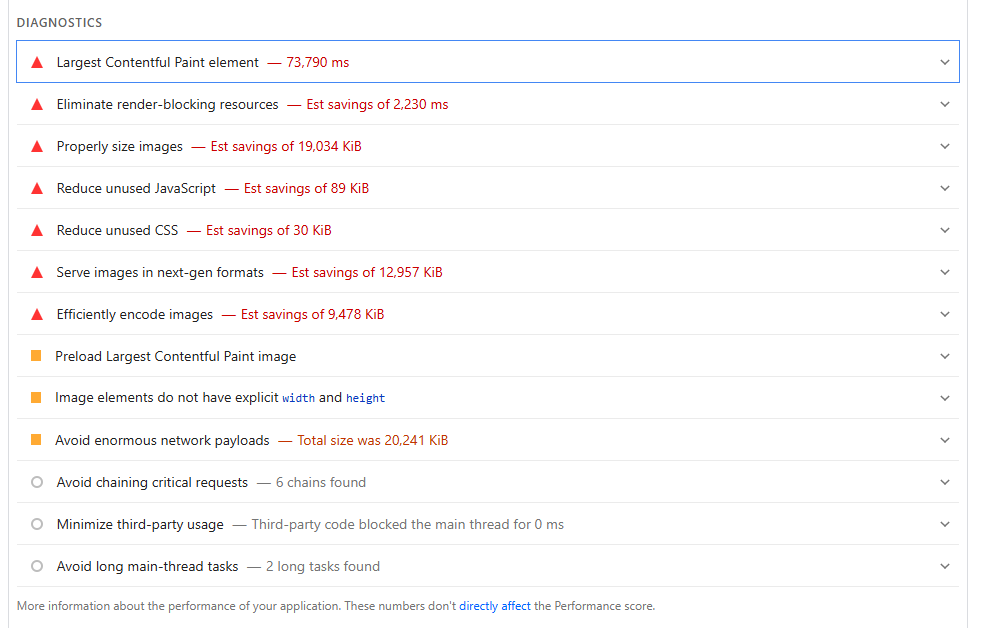 DIAGNOSTICS
Largest Contentful Paint element — 73,790 ms
Eliminate render-blocking resources — Est savings of 2,230 ms
Properly size images — Est savings of 19,034 KiB
Reduce unused JavaScript — Est savings of 89 KiB
Reduce unused CSS — Est savings of 30 KiB
Serve images in next-gen formats — Est savings of 12,957 KiB
Efficiently encode images — Est savings of 9,478 KiB
Preload Largest Contentful Paint image
Image elements do not have explicit width and height
Avoid enormous network payloads — Total size was 20,241 KiB
Avoid chaining critical requests — 6 chains found
Minimize third-party usage — Third-party code blocked the main thread for 0 ms
Avoid long main-thread tasks — 2 long tasks found
More information about the performance of your application. These numbers don't directly affect the Performance score.